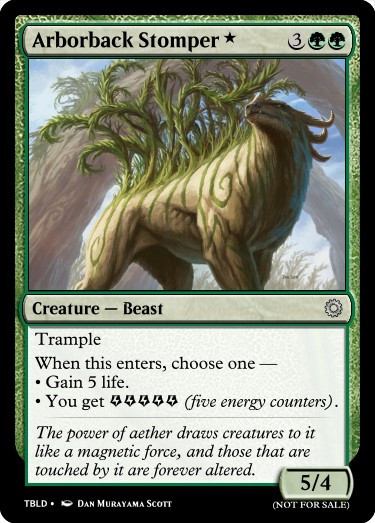 Arborback Stomper★ 3
Creature — Beast
Trample
When this enters, choose one —
• Gain 5 life.
• You get (five energy counters).
The power of aether draws creatures to it
like a magnetic force, and those that are
touched by it are forever altered.
5/4
TBLD • Dan Murayama Scott
(NOT FOR SALE)